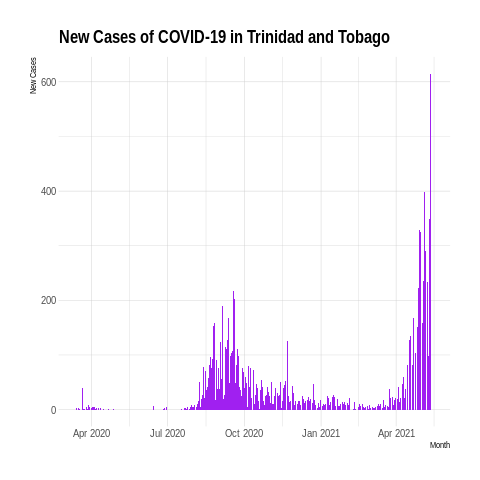 New Cases of COVID-19 in Trinidad and Tobago
New Cases
600
400
200
0
Apr 2020
Jul 2020
Oct 2020
Jan 2021
Apr 2021
Month